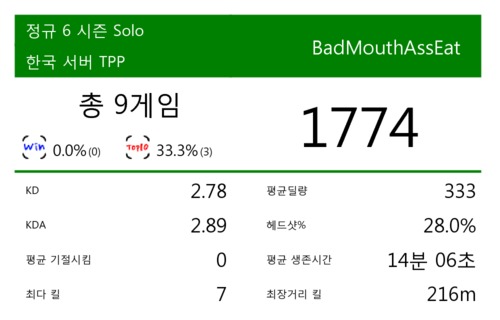 정규 6 시즌 Solo
한국 서버 TPP
BadMouthAssEat
총 9게임
1774
Win 0.0% (0) TOP10 33.3% (3)
KD 2.78 평균딜량 333
KDA 2.89 헤드샷% 28.0%
평균 기절시킴 0 평균 생존시간 14분 06초
최다 킬 7 최장거리 킬 216m